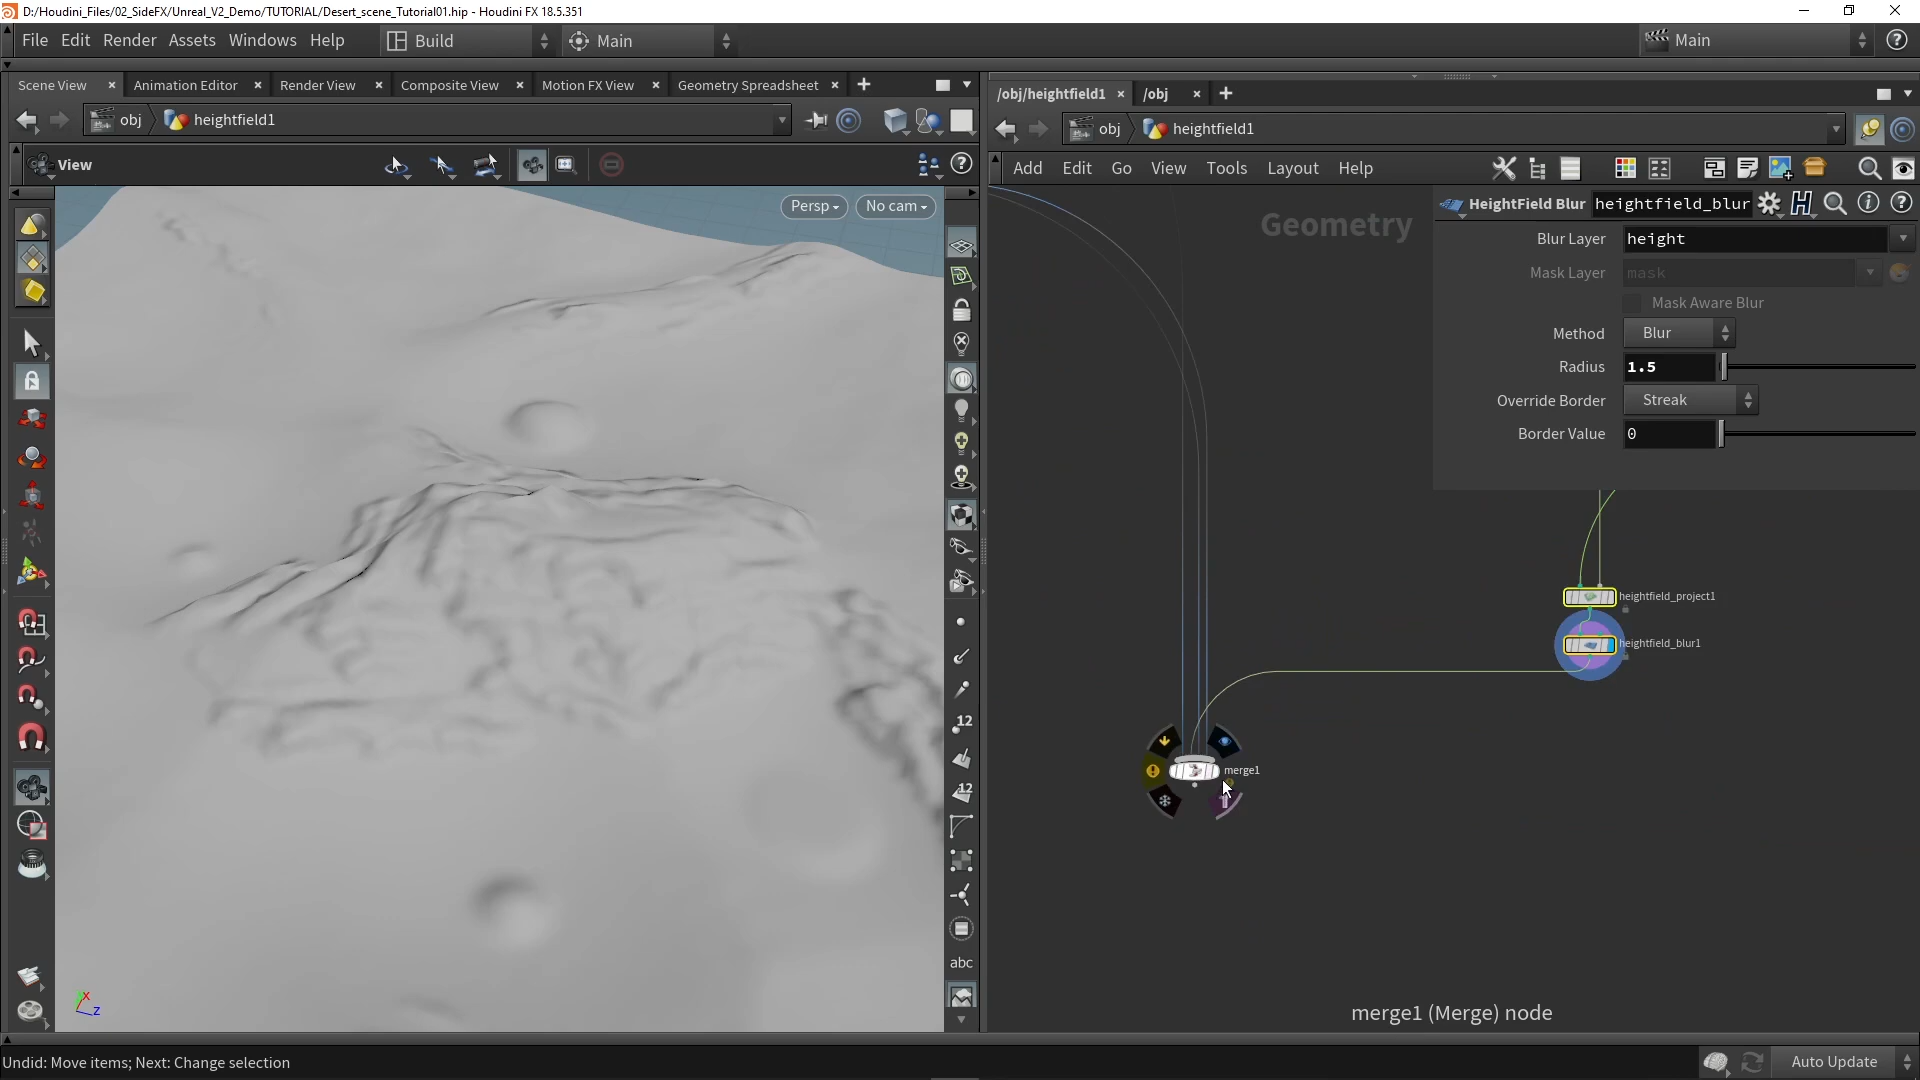 D:/Houdini_Files/02_SideFX/Unreal_V2_Demo/TUTORIAL/Desert_scene_Tutorial01.hip - Houdini FX 18.5.351
File Edit Render Assets Windows Help Build Main Main
Scene View Animation Editor Render View Composite View Motion FX View Geometry Spreadsheet
/obj/heightfield1 /obj
obj heightfield1
obj heightfield1
View
Add Edit Go View Tools Layout Help
Persp No cam
Geometry
HeightField Blur heightfield_blur
Blur Layer height
Mask Layer mask
Mask Aware Blur
Method Blur
Radius 1.5
Override Border Streak
Border Value 0
heightfield_project1
heightfield_blur1
merge1
12
12
abc
x
z
merge1 (Merge) node
Undid: Move items; Next: Change selection
Auto Update